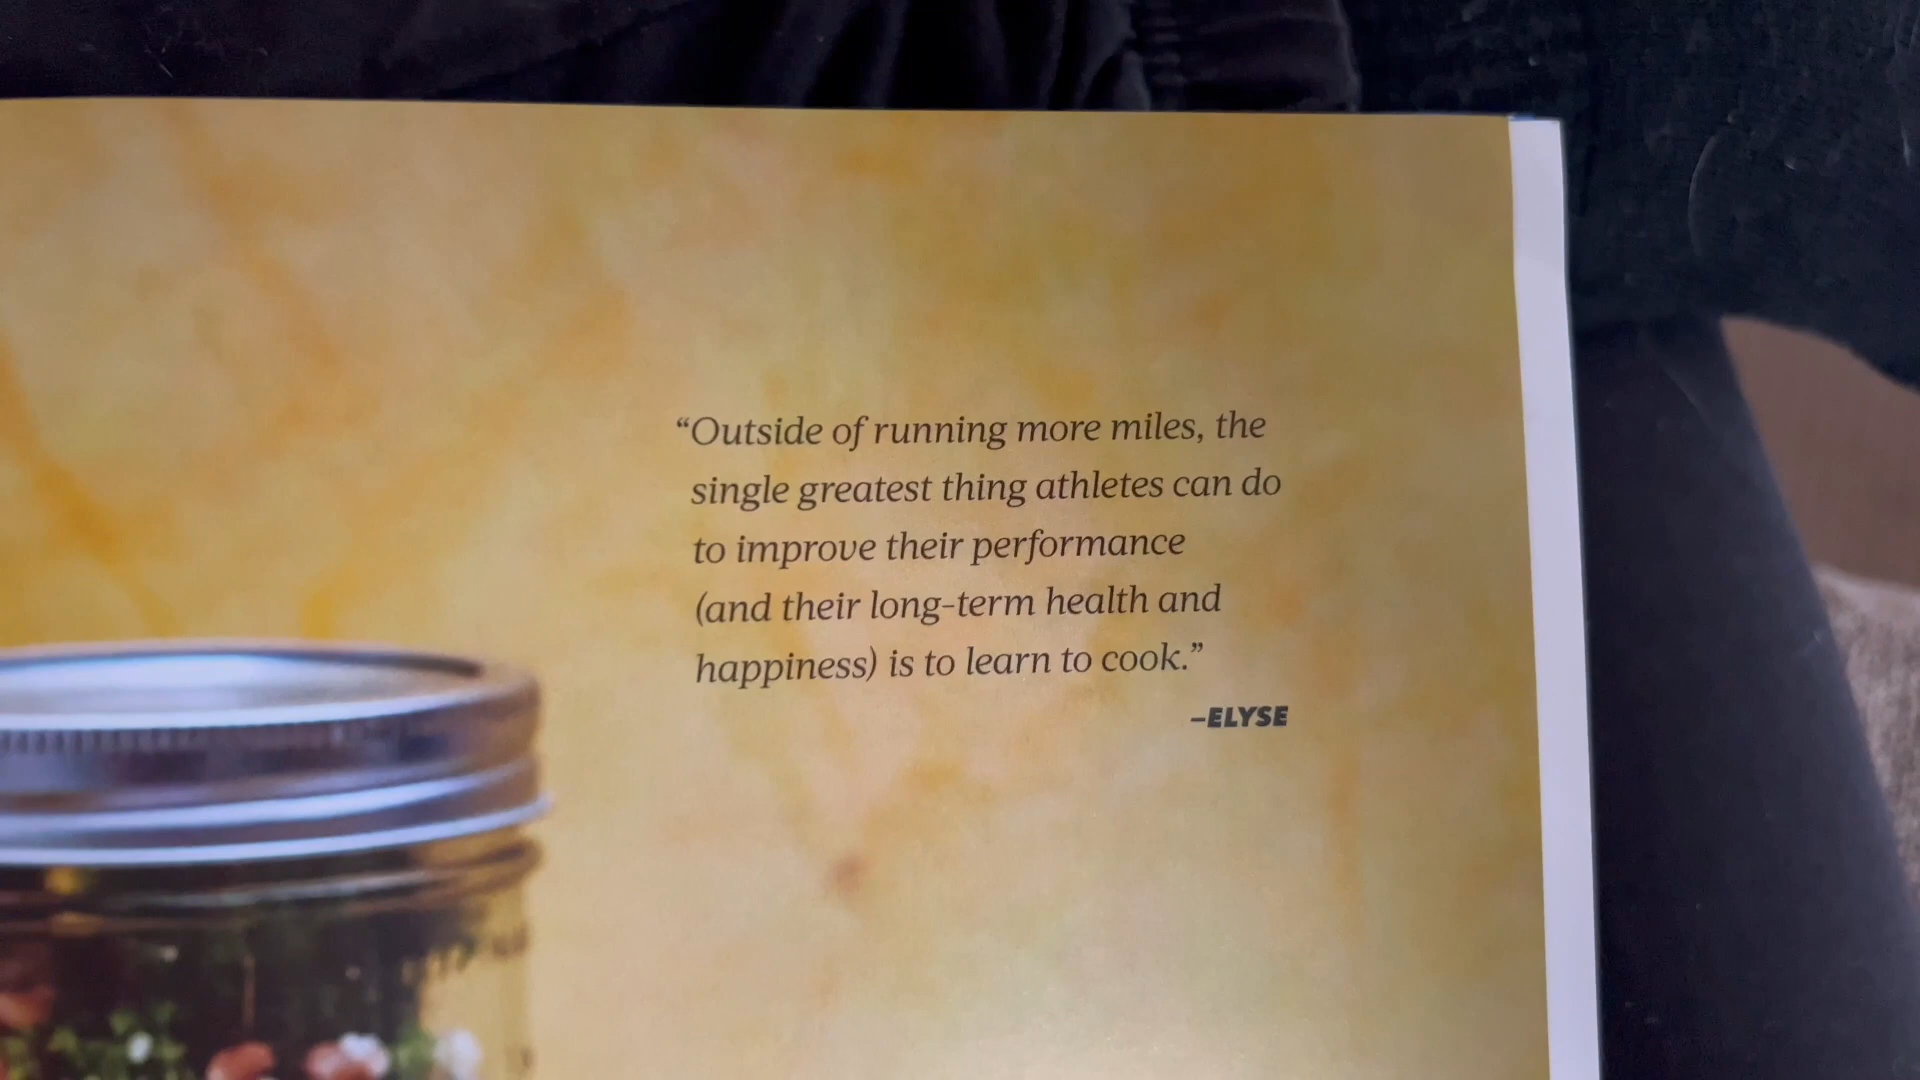 “Outside of running more miles, the
single greatest thing athletes can do
to improve their performance
(and their long-term health and
happiness) is to learn to cook.”
–ELYSE